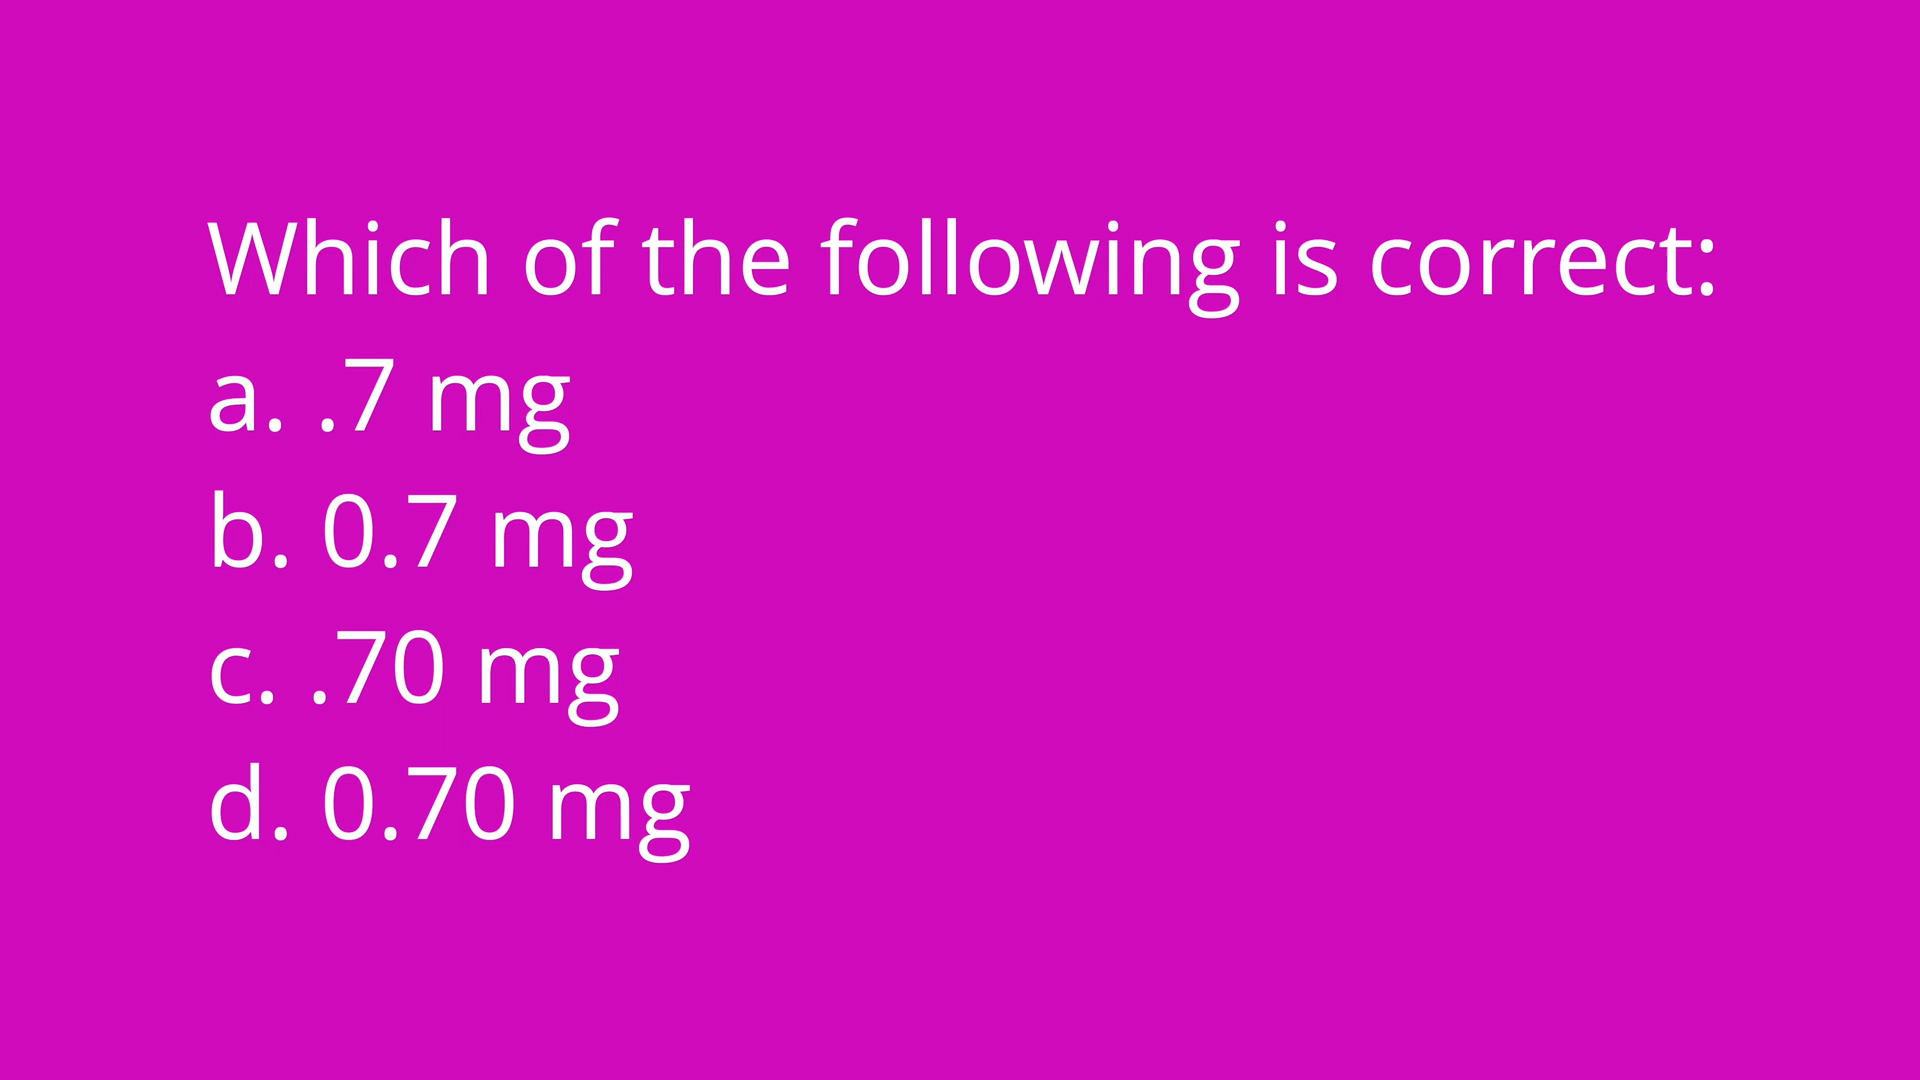 Which of the following is correct:
a. .7 mg
b. 0.7 mg
c. .70 mg
d. 0.70 mg